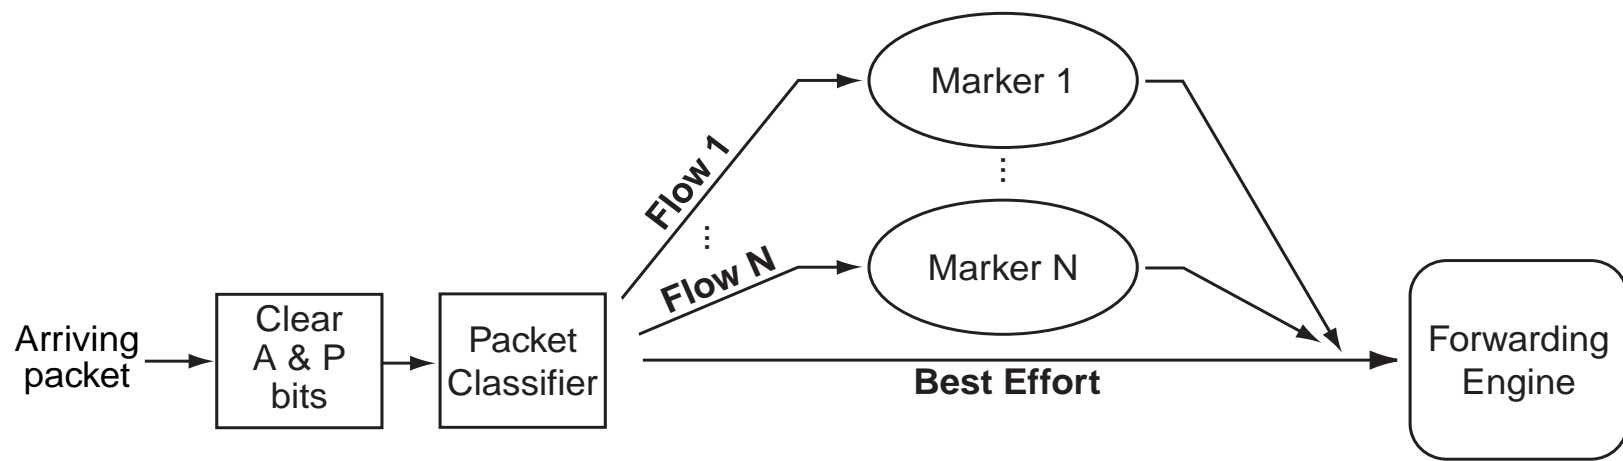 Arriving
packet
Clear
A & P
bits
Packet
Classifier
Flow 1
Flow N
Marker 1
Marker N
Best Effort
Forwarding
Engine